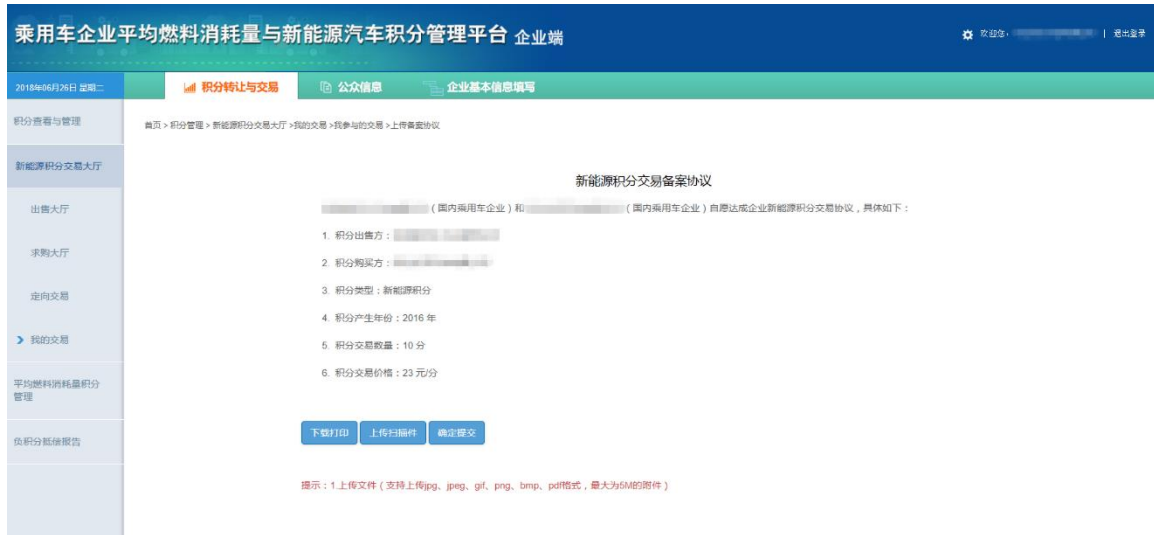 乘用车企业平均燃料消耗量与新能源汽车积分管理平台 企业端
欢迎您, | 退出登录
2018年06月26日 星期二
积分转让与交易
公众信息
企业基本信息填写
积分查看与管理
新能源积分交易大厅
出售大厅
求购大厅
定向交易
我的交易
平均燃料消耗量积分
管理
负积分抵偿报告
首页 > 积分管理 > 新能源积分交易大厅 >我的交易 >我参与的交易 >上传备案协议
新能源积分交易备案协议
（国内乘用车企业）和 （国内乘用车企业）自愿达成企业新能源积分交易协议，具体如下：
1. 积分出售方：
2. 积分购买方：
3. 积分类型：新能源积分
4. 积分产生年份：2016 年
5. 积分交易数量：10 分
6. 积分交易价格：23 元/分
下载打印
上传扫描件
确定提交
提示：1.上传文件（支持上传jpg、jpeg、gif、png、bmp、pdf格式，最大为5M的附件）